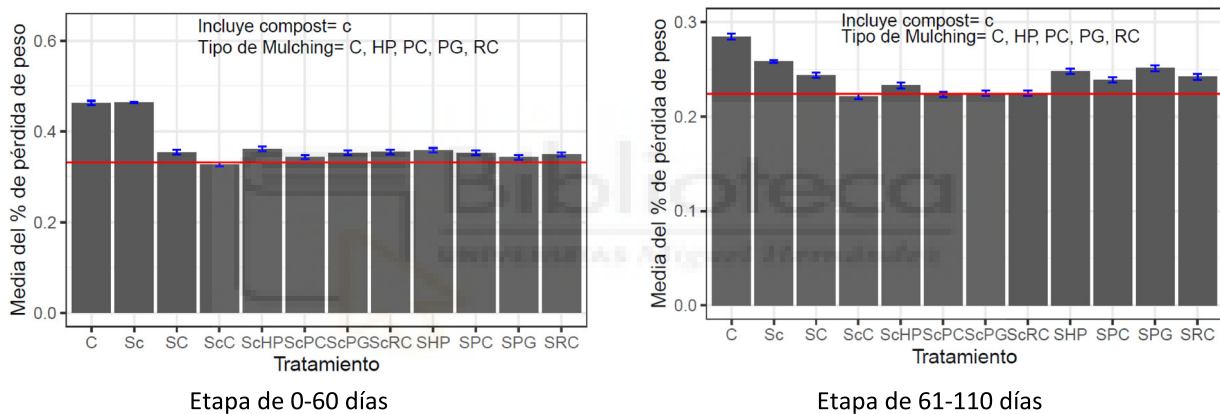 Incluye compost= c
Tipo de Mulching= C, HP, PC, PG, RC
Media del % de pérdida de peso
0.6
0.4
0.2
0.0
C Sc SC ScC ScHP ScPC ScPG ScRC SHP SPC SPG SRC
Tratamiento
Etapa de 0-60 días
Incluye compost= c
Tipo de Mulching= C, HP, PC, PG, RC
Media del % de pérdida de peso
0.3
0.2
0.1
0.0
C Sc SC ScC ScHP ScPC ScPG ScRC SHP SPC SPG SRC
Tratamiento
Etapa de 61-110 días
Biblioteca
UNIVERSITAS Miguel Hernández